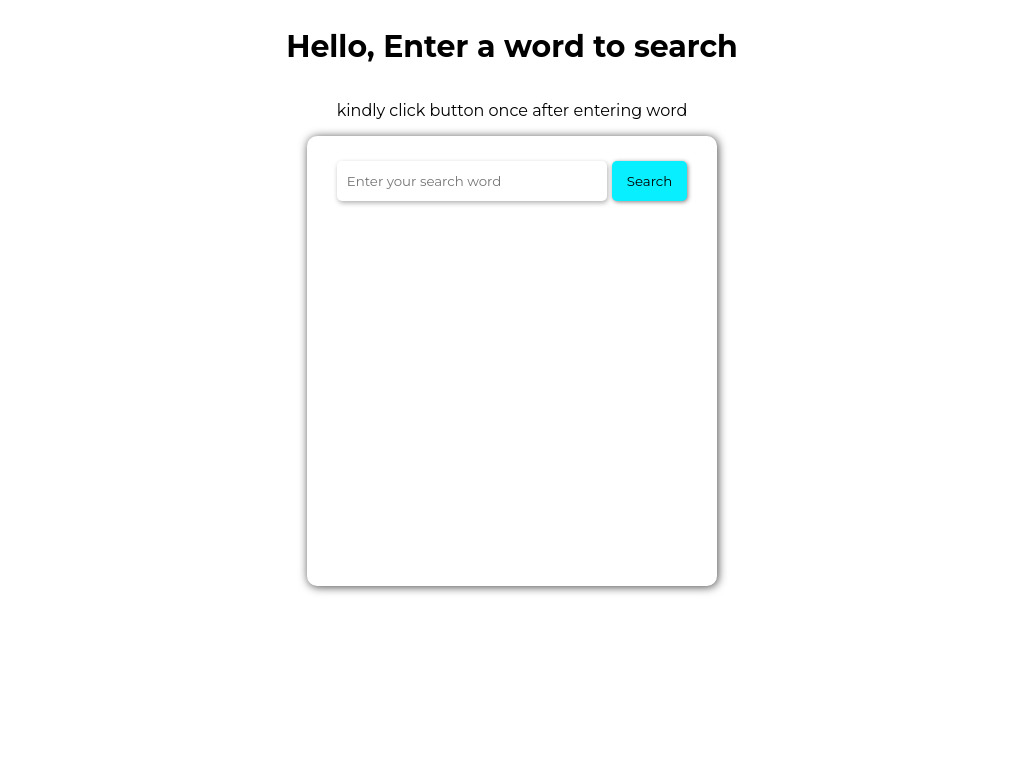 Hello, Enter a word to search
kindly click button once after entering word
Enter your search word
Search